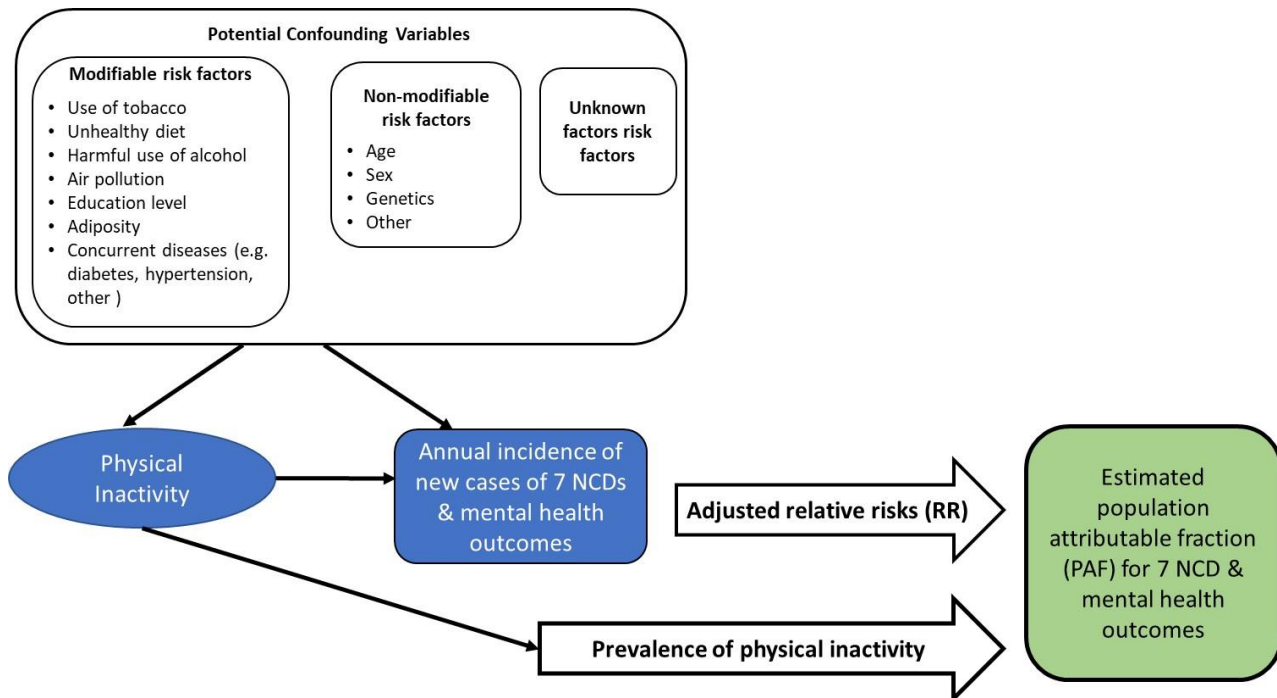 Potential Confounding Variables
Modifiable risk factors
• Use of tobacco
• Unhealthy diet
• Harmful use of alcohol
• Air pollution
• Education level
• Adiposity
• Concurrent diseases (e.g.
diabetes, hypertension,
other )
Non-modifiable
risk factors
• Age
• Sex
• Genetics
• Other
Unknown
factors risk
factors
Physical
Inactivity
Annual incidence of
new cases of 7 NCDs
& mental health
outcomes
Adjusted relative risks (RR)
Prevalence of physical inactivity
Estimated
population
attributable fraction
(PAF) for 7 NCD &
mental health
outcomes